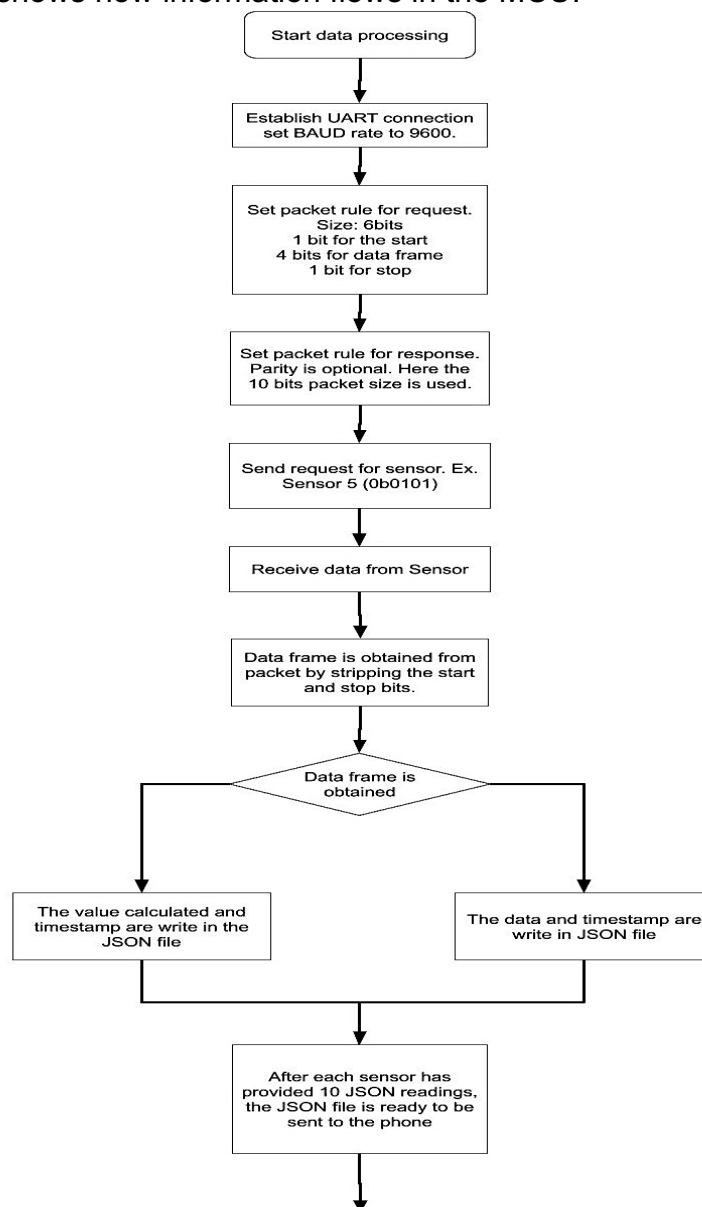 shows how information flows in the MCU.
Start data processing
Establish UART connection
set BAUD rate to 9600.
Set packet rule for request.
Size: 6bits
1 bit for the start
4 bits for data frame
1 bit for stop
Set packet rule for response.
Parity is optional. Here the
10 bits packet size is used.
Send request for sensor. Ex.
Sensor 5 (0b0101)
Receive data from Sensor
Data frame is obtained from
packet by stripping the start
and stop bits.
Data frame is
obtained
The value calculated and
timestamp are write in the
JSON file
The data and timestamp are
write in JSON file
After each sensor has
provided 10 JSON readings,
the JSON file is ready to be
sent to the phone